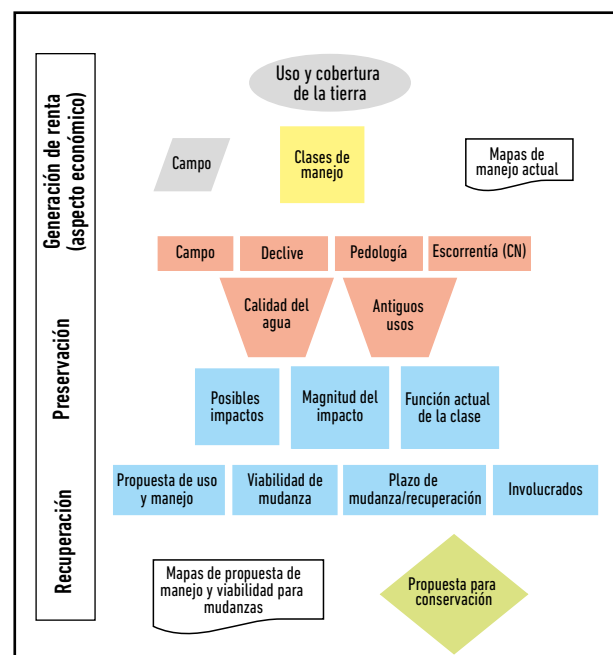 Generación de renta
(aspecto económico)
Preservación
Recuperación
Uso y cobertura
de la tierra
Campo
Clases de
manejo
Mapas de
manejo actual
Campo
Declive
Pedología
Escorrentía (CN)
Calidad del
agua
Antiguos
usos
Posibles
impactos
Magnitud del
impacto
Función actual
de la clase
Propuesta de uso
y manejo
Viabilidad de
mudanza
Plazo de
mudanza/recuperación
Involucrados
Mapas de propuesta de
manejo y viabilidad para
mudanzas
Propuesta para
conservación